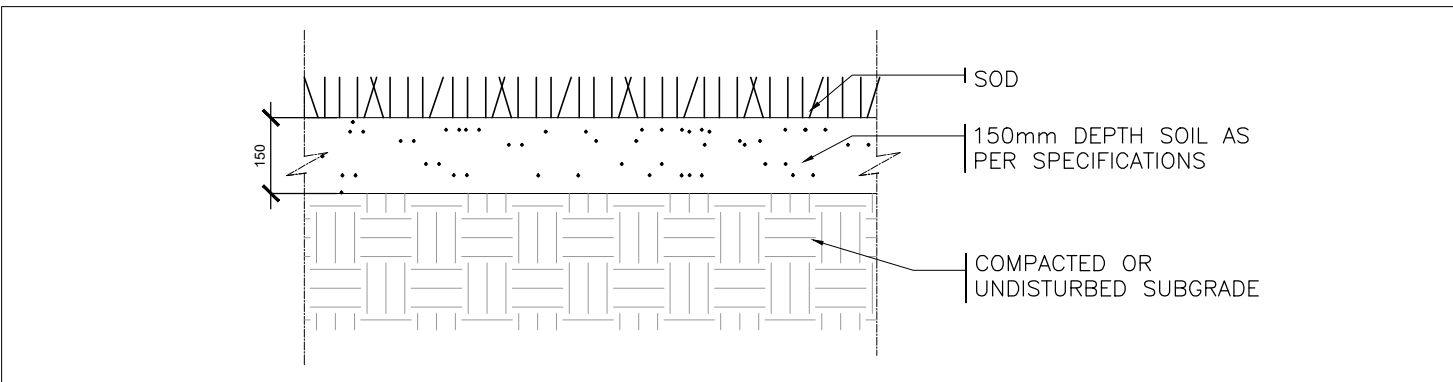 SOD
150mm DEPTH SOIL AS
PER SPECIFICATIONS
150
COMPACTED OR
UNDISTURBED SUBGRADE